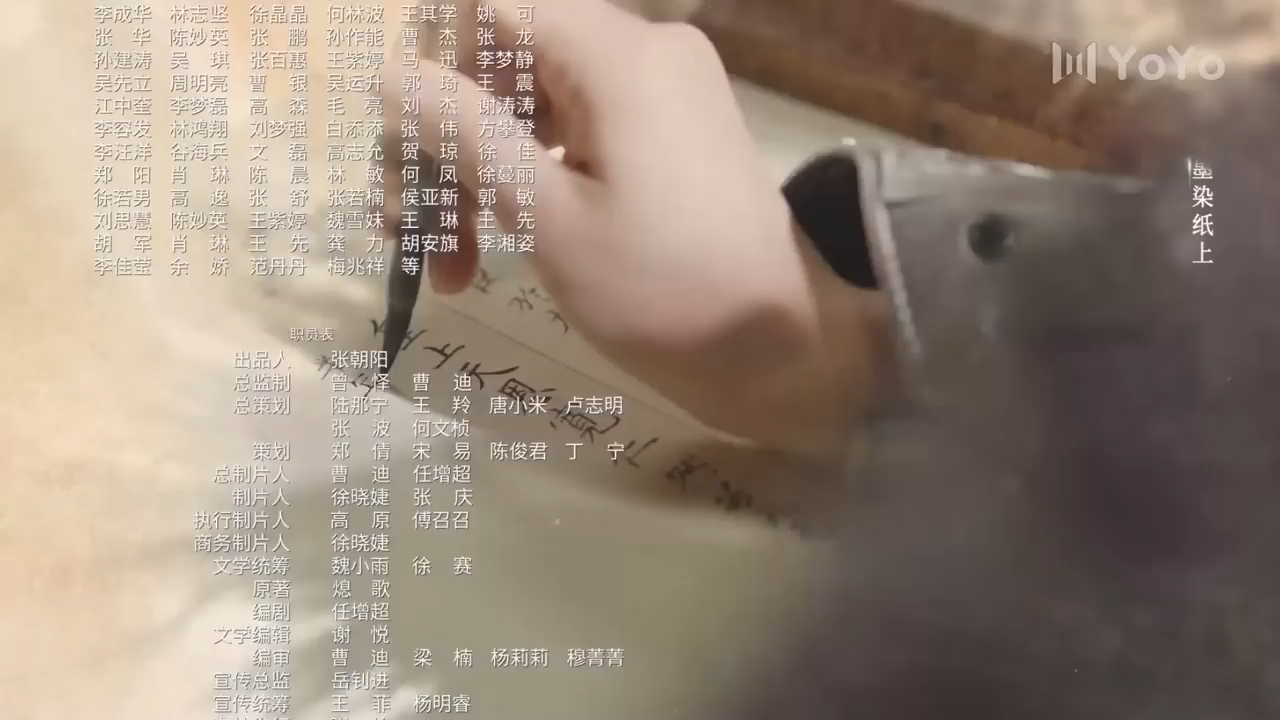 李成华 林志坚 徐晶晶 何林波 王其学 姚可
张华 陈妙英 张鹏 孙作能 曹杰 张龙
孙建涛 吴琪 张百惠 王紫婷 马迅 李梦静
吴先立 周明亮 曹银 吴运升 郭琦 王震
江中奎 李梦磊 高森 毛亮 刘杰 谢涛涛
李容发 林鸿翔 刘梦强 白添添 张伟 方攀登
李汪洋 谷海兵 文磊 高志允 贺琼 徐佳
郑阳 肖琳 陈晨 林敏 何凤 徐蔓丽
徐若男 高逸 张舒 张若楠 侯亚新 郭敏
刘思慧 陈妙英 王紫婷 魏雪妹 王琳 王先
胡军 肖琳 王先 龚力 胡安旗 李湘姿
李佳莹 余娇 范丹丹 梅兆祥 等
职员表
出品人 张朝阳
总监制 曾怿 曹迪
总策划 陆那宁 王羚 唐小米 卢志明
张波 何文桢
策划 郑倩 宋易 陈俊君 丁宁
总制片人 曹迪 任增超
制片人 徐晓婕 张庆
执行制片人 高原 傅召召
商务制片人 徐晓婕
文学统筹 魏小雨 徐赛
原著 熄歌
编剧 任增超
文学编辑 谢悦
编审 曹迪 梁楠 杨莉莉 穆菁菁
宣传总监 岳钊进
宣传统筹 王菲 杨明睿
YoYo
墨染纸上